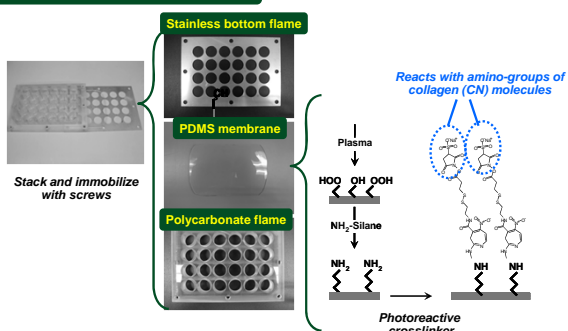 Stainless bottom flame
PDMS membrane
Polycarbonate flame
Stack and immobilize
with screws
Reacts with amino-groups of
collagen (CN) molecules
Plasma
HOO OH OOH
NH2-Silane
NH2 NH2
Photoreactive
crosslinker
NH NH